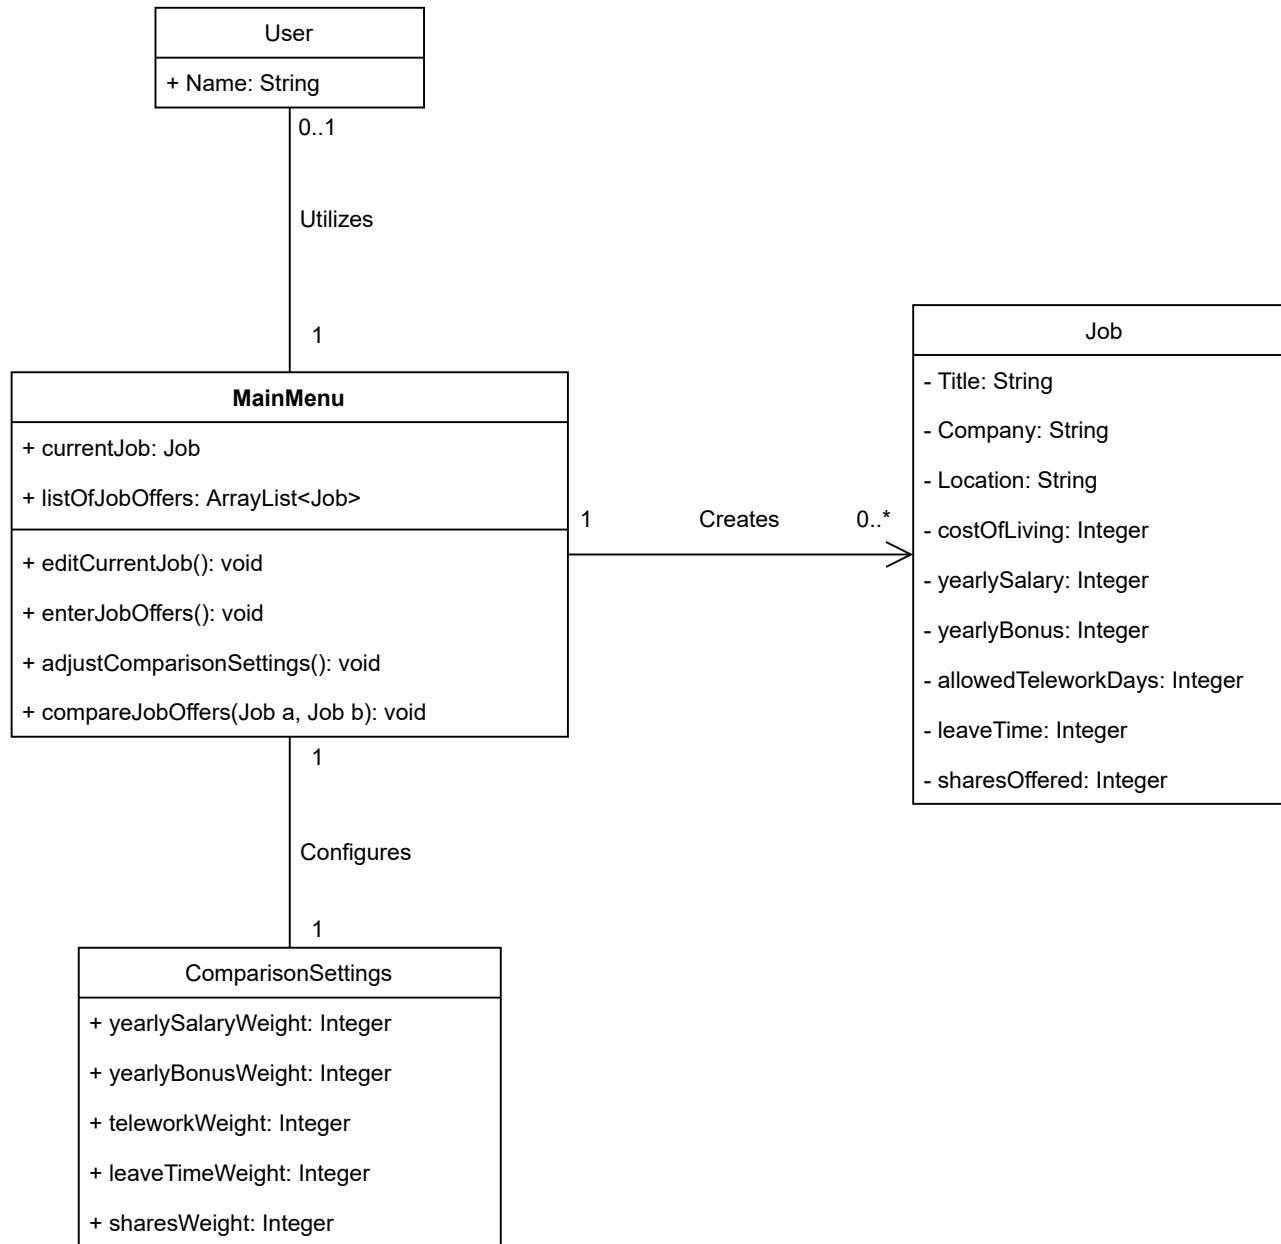 User
+ Name: String
0..1
Utilizes
1
MainMenu
+ currentJob: Job
+ listOfJobOffers: ArrayList<Job>
+ editCurrentJob(): void
+ enterJobOffers(): void
+ adjustComparisonSettings(): void
+ compareJobOffers(Job a, Job b): void
1 Creates 0..*
Job
- Title: String
- Company: String
- Location: String
- costOfLiving: Integer
- yearlySalary: Integer
- yearlyBonus: Integer
- allowedTeleworkDays: Integer
- leaveTime: Integer
- sharesOffered: Integer
1
Configures
1
ComparisonSettings
+ yearlySalaryWeight: Integer
+ yearlyBonusWeight: Integer
+ teleworkWeight: Integer
+ leaveTimeWeight: Integer
+ sharesWeight: Integer